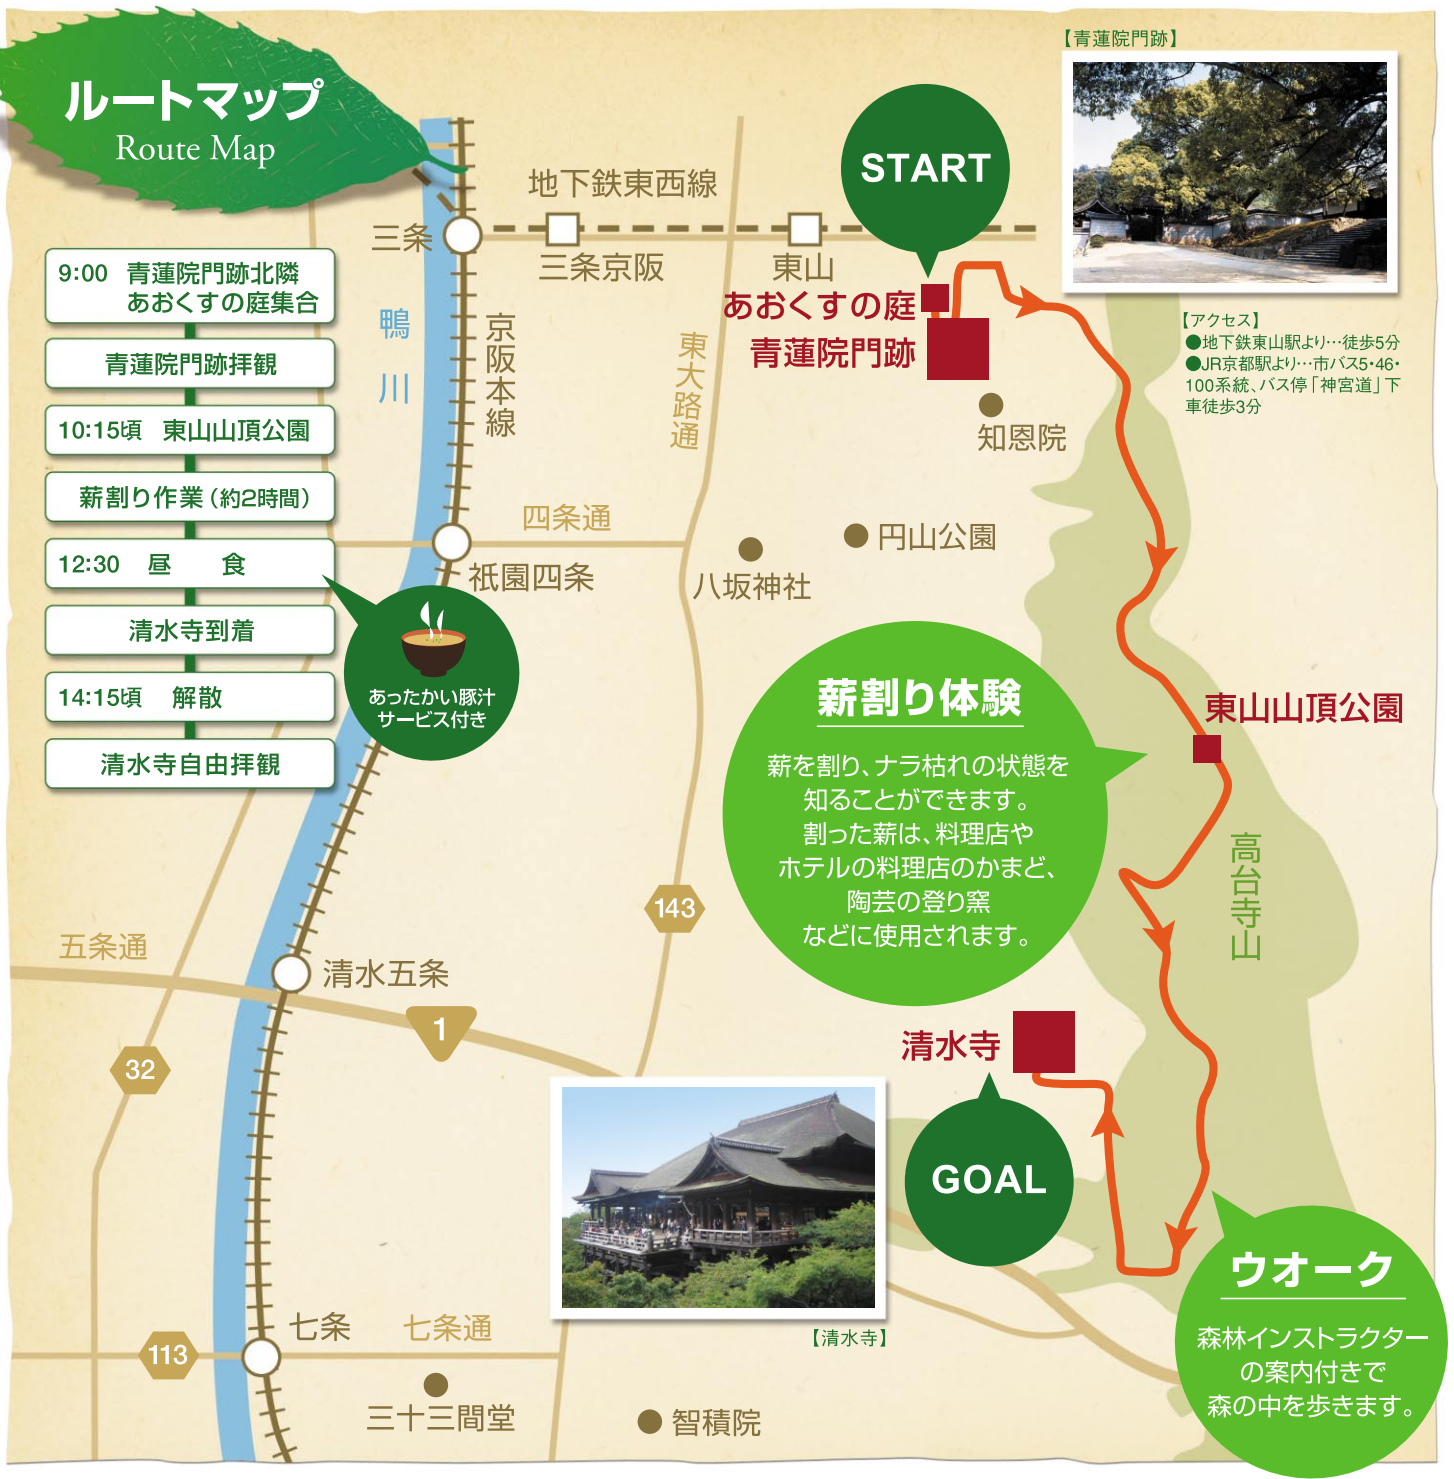 ルートマップ
Route Map
9:00 青蓮院門跡北隣
あおくすの庭集合
青蓮院門跡拝観
10:15頃 東山山頂公園
薪割り作業(約2時間)
12:30 昼 食
清水寺到着
14:15頃 解散
清水寺自由拝観
あったかい豚汁
サービス付き
地下鉄東西線
三条
三条京阪
東山
鴨川
京阪本線
東大路通
四条通
祇園四条
八坂神社
円山公園
知恩院
START
あおくすの庭
青蓮院門跡
【青蓮院門跡】
【アクセス】
●地下鉄東山駅より…徒歩5分
●JR京都駅より…市バス5・46・
100系統、バス停「神宮道」下
車徒歩3分
薪割り体験
薪を割り、ナラ枯れの状態を
知ることができます。
割った薪は、料理店や
ホテルの料理店のかまど、
陶芸の登り窯
などに使用されます。
東山山頂公園
高台寺山
143
五条通
清水五条
1
32
清水寺
GOAL
【清水寺】
ウオーク
森林インストラクター
の案内付きで
森の中を歩きます。
七条
七条通
113
三十三間堂
智積院